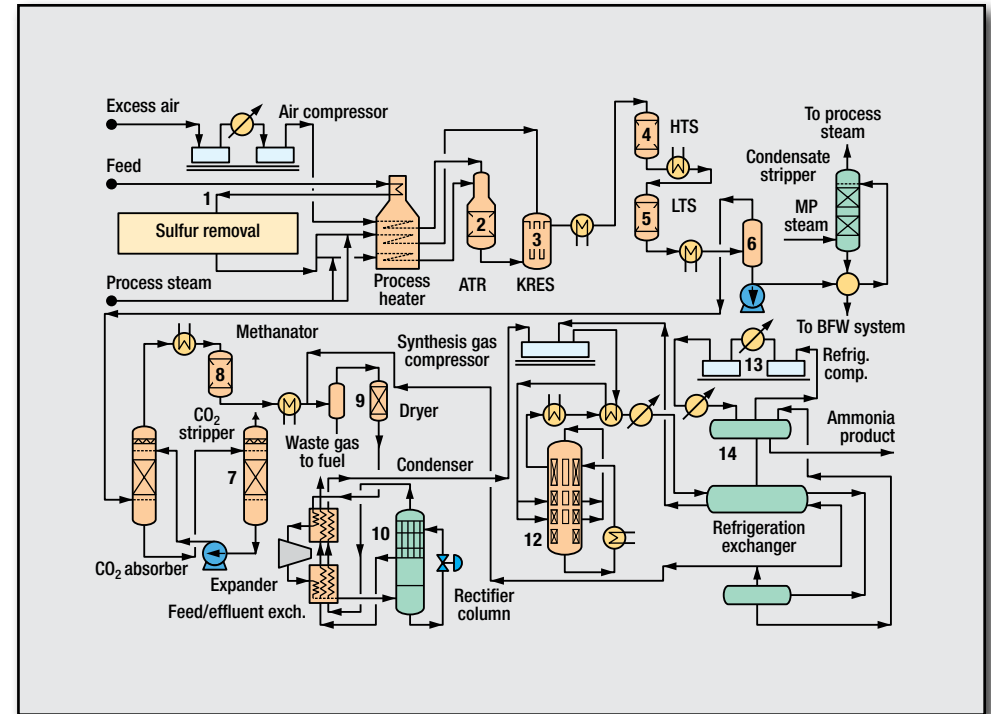 Excess air
Air compressor
Feed
1
Sulfur removal
Process steam
Process
heater
2
ATR
3
KRES
4
HTS
5
LTS
6
To process
steam
Condensate
stripper
MP
steam
To BFW system
Methanator
8
CO2
stripper
7
CO2 absorber
9
Dryer
Waste gas
to fuel
Condenser
Expander
Feed/effluent exch.
10
Rectifier
column
Synthesis gas
compressor
12
13
Refrig.
comp.
14
Ammonia
product
Refrigeration
exchanger